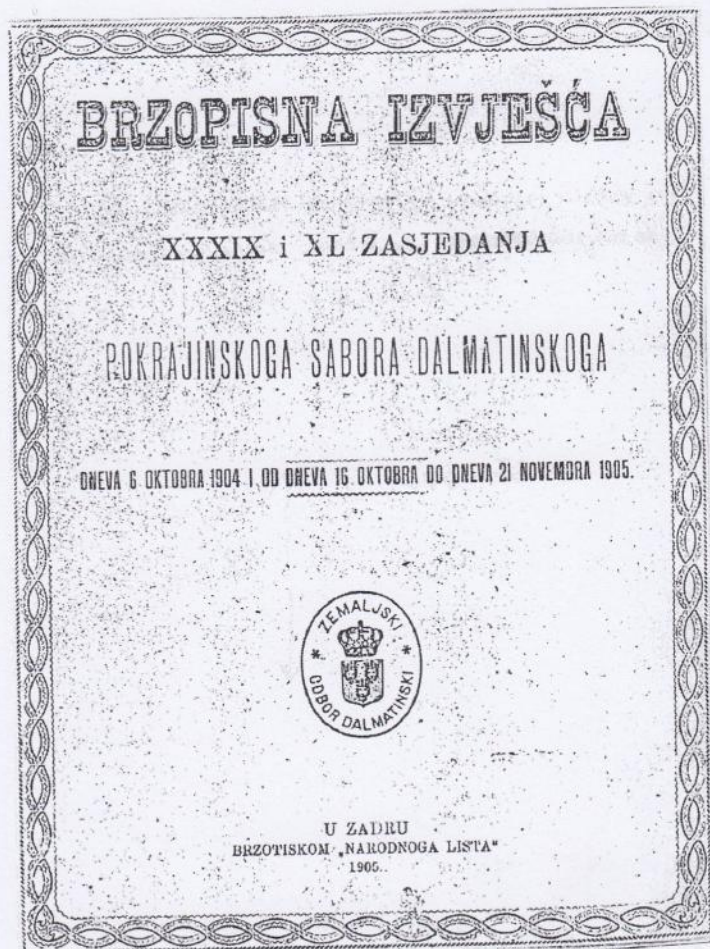 BRZOPISNA IZVJEŠĆA
XXXIX i XL ZASJEDANJA
POKRAJINSKOGA SABORA DALMATINSKOGA
DNEVA 6 OKTOBRA 1904 I OD DNEVA 16 OKTOBRA DO DNEVA 21 NOVEMBRA 1905.
ZEMALJSKI
ODBOR DALMATINSKI
U ZADRU
BRZOTISKOM „NARODNOGA LISTA“
1905.